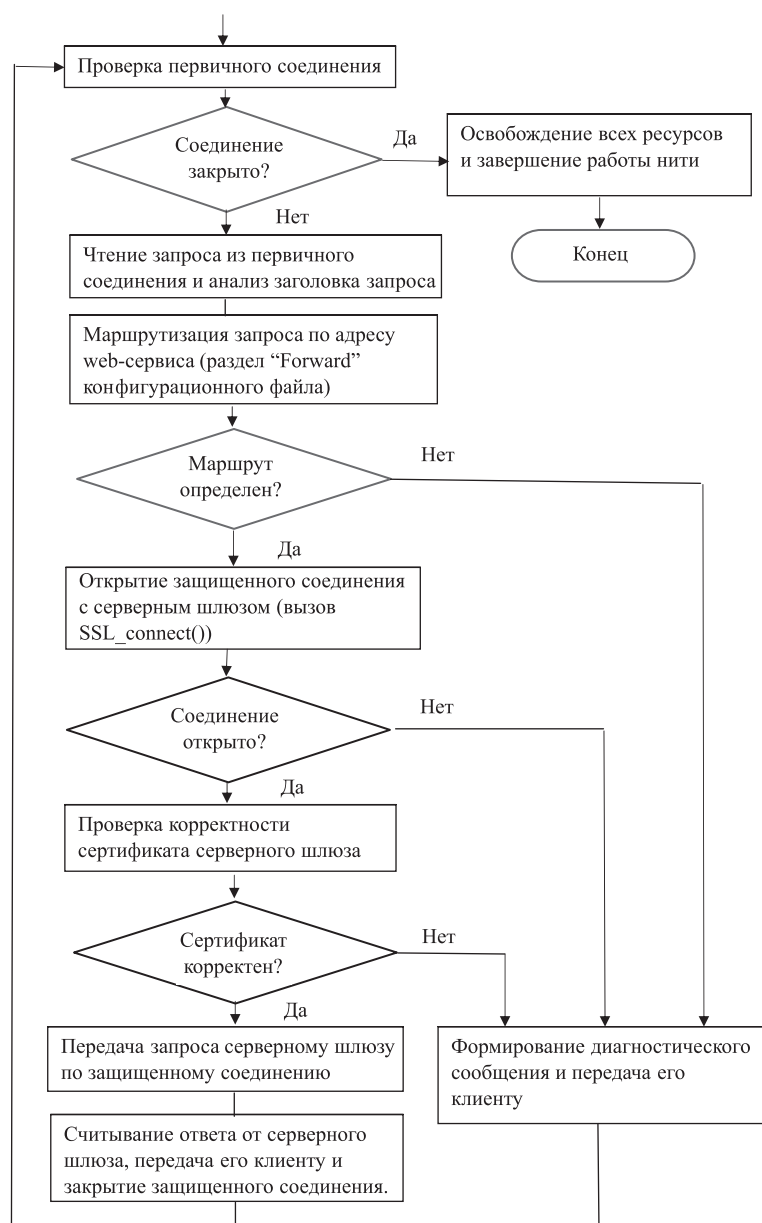 Проверка первичного соединения
Соединение
закрыто?
Да
Освобождение всех ресурсов
и завершение работы нити
Конец
Нет
Чтение запроса из первичного
соединения и анализ заголовка запроса
Маршрутизация запроса по адресу
web-сервиса (раздел “Forward”
конфигурационного файла)
Маршрут
определен?
Нет
Да
Открытие защищенного соединения
с серверным шлюзом (вызов
SSL_connect())
Соединение
открыто?
Нет
Да
Проверка корректности
сертификата серверного шлюза
Сертификат
корректен?
Нет
Да
Передача запроса серверному шлюзу
по защищенному соединению
Формирование диагностического
сообщения и передача его
клиенту
Считывание ответа от серверного
шлюза, передача его клиенту и
закрытие защищенного соединения.